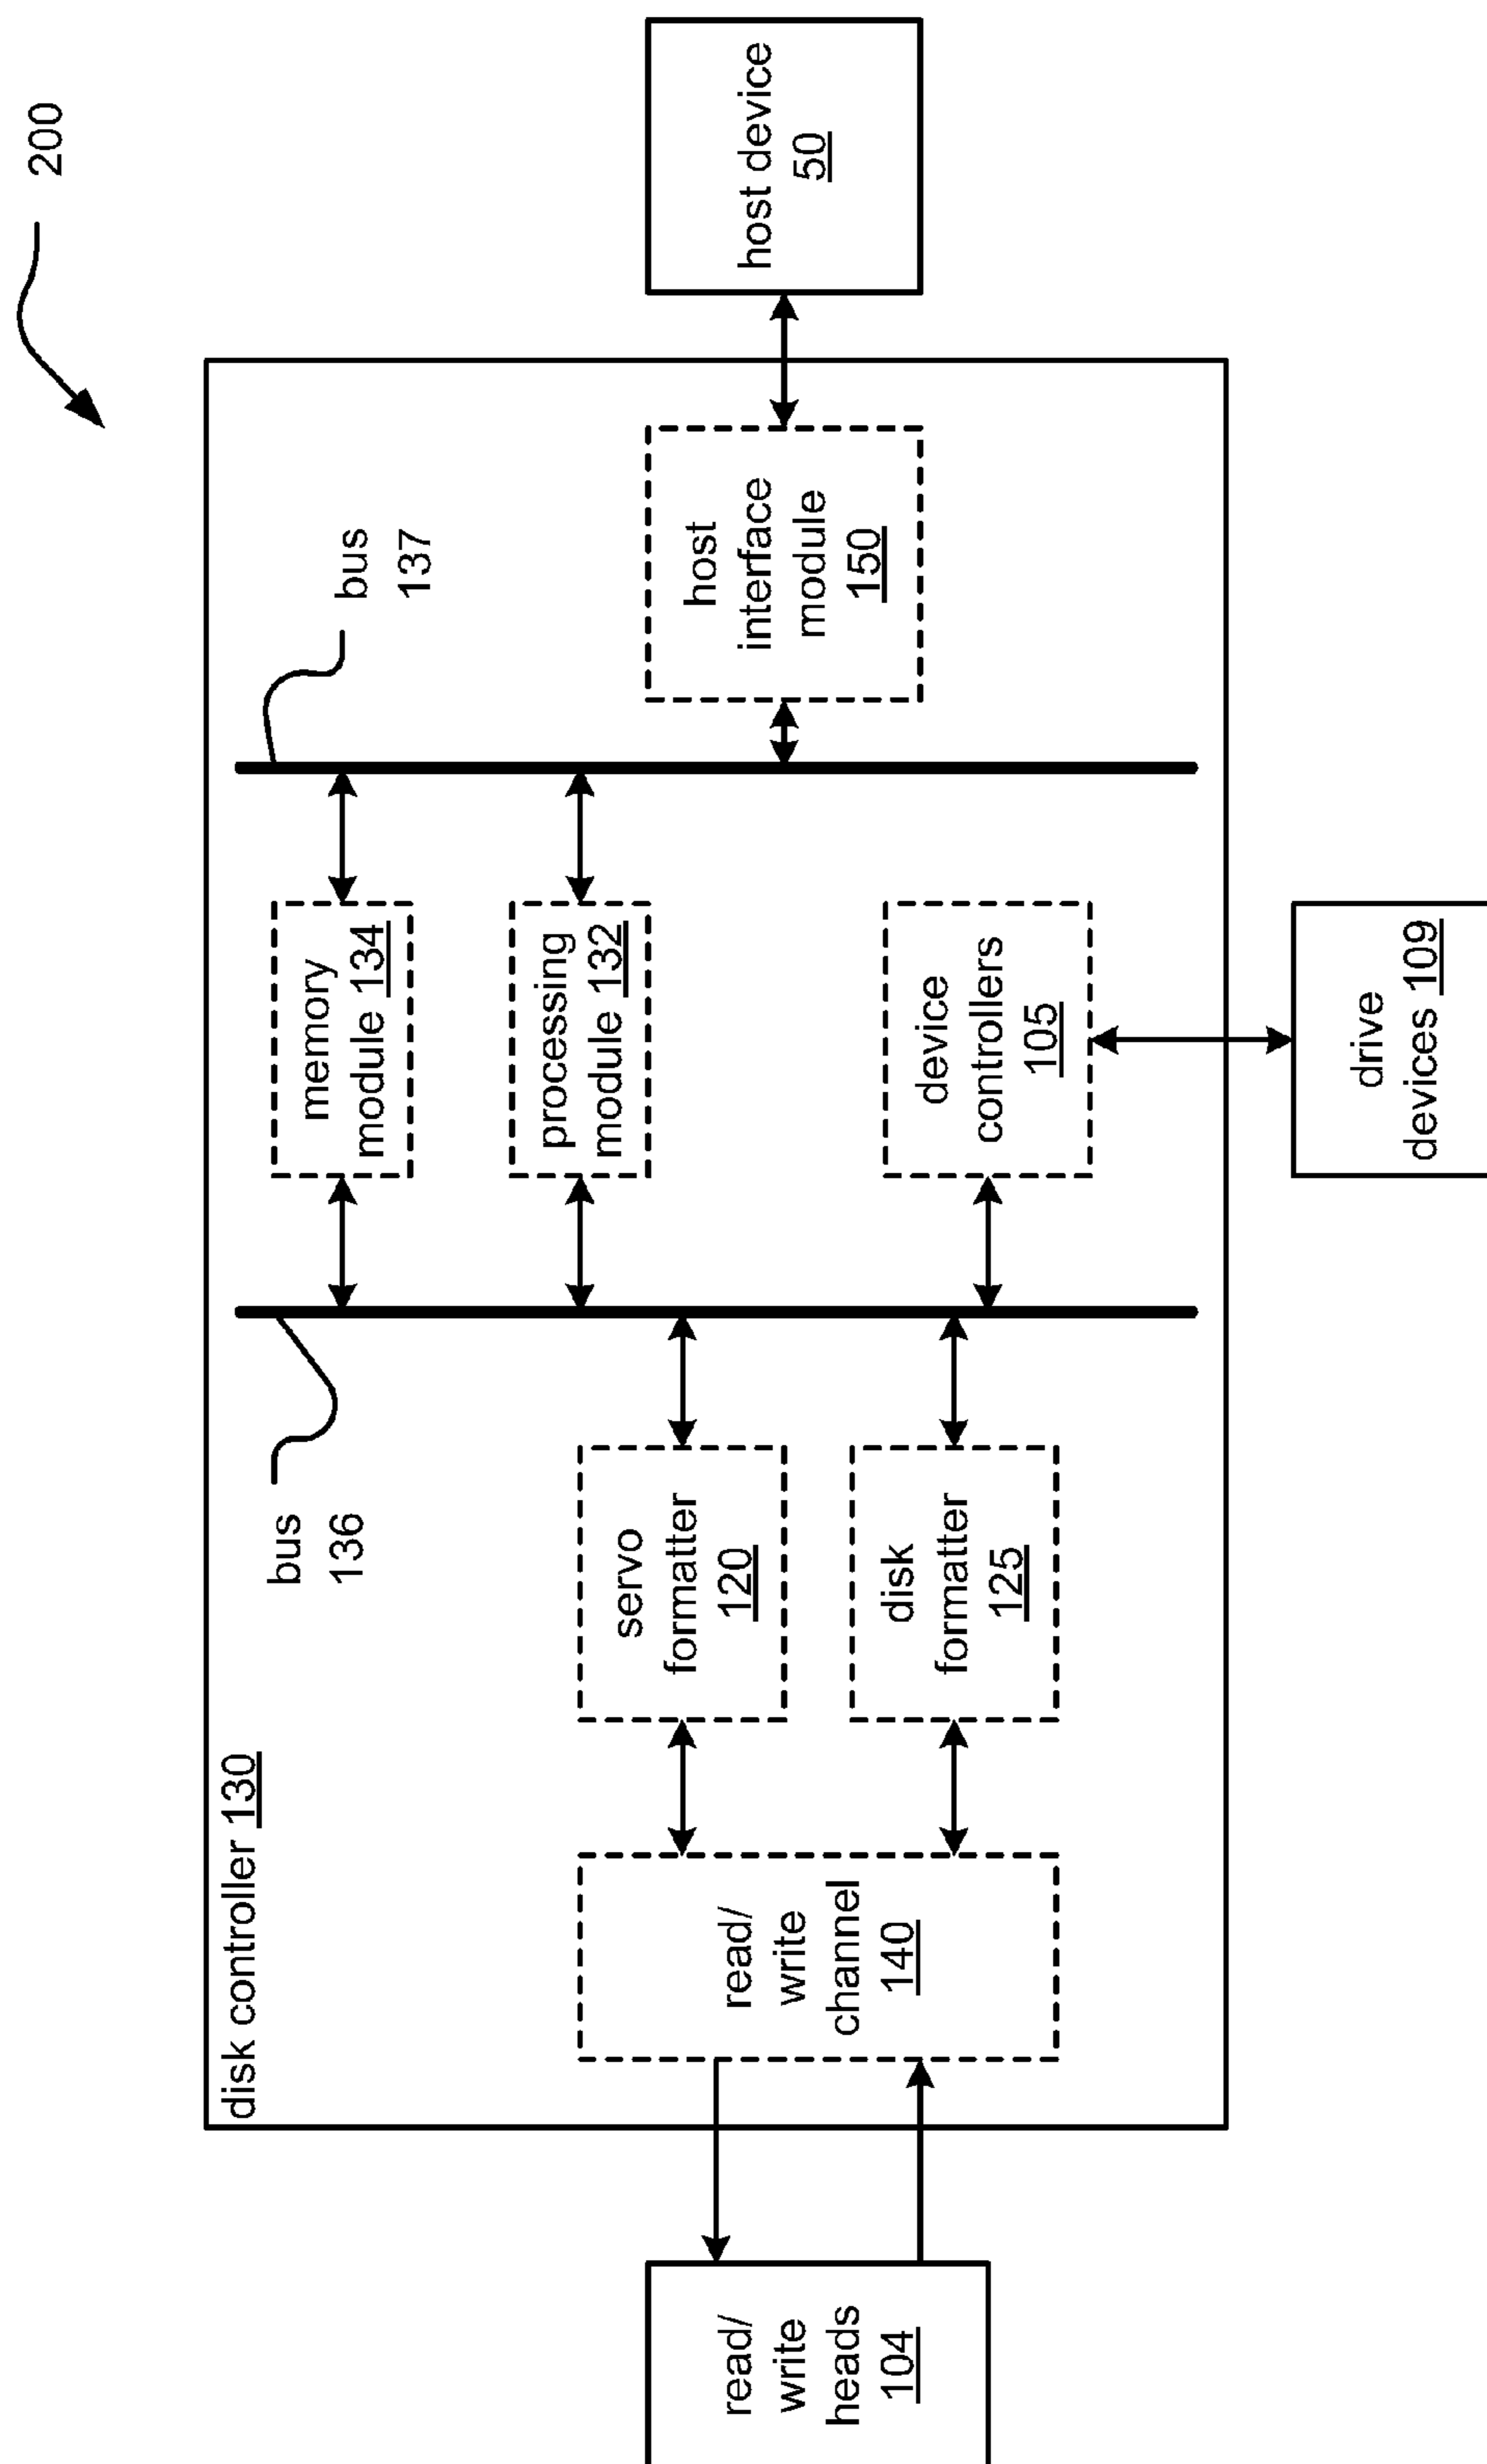 200
disk controller 130
bus
136
bus
137
memory
module 134
processing
module 132
device
controllers
105
servo
formatter
120
disk
formatter
125
read/
write
channel
140
read/
write
heads
104
host
interface
module
150
host device
50
drive
devices 109